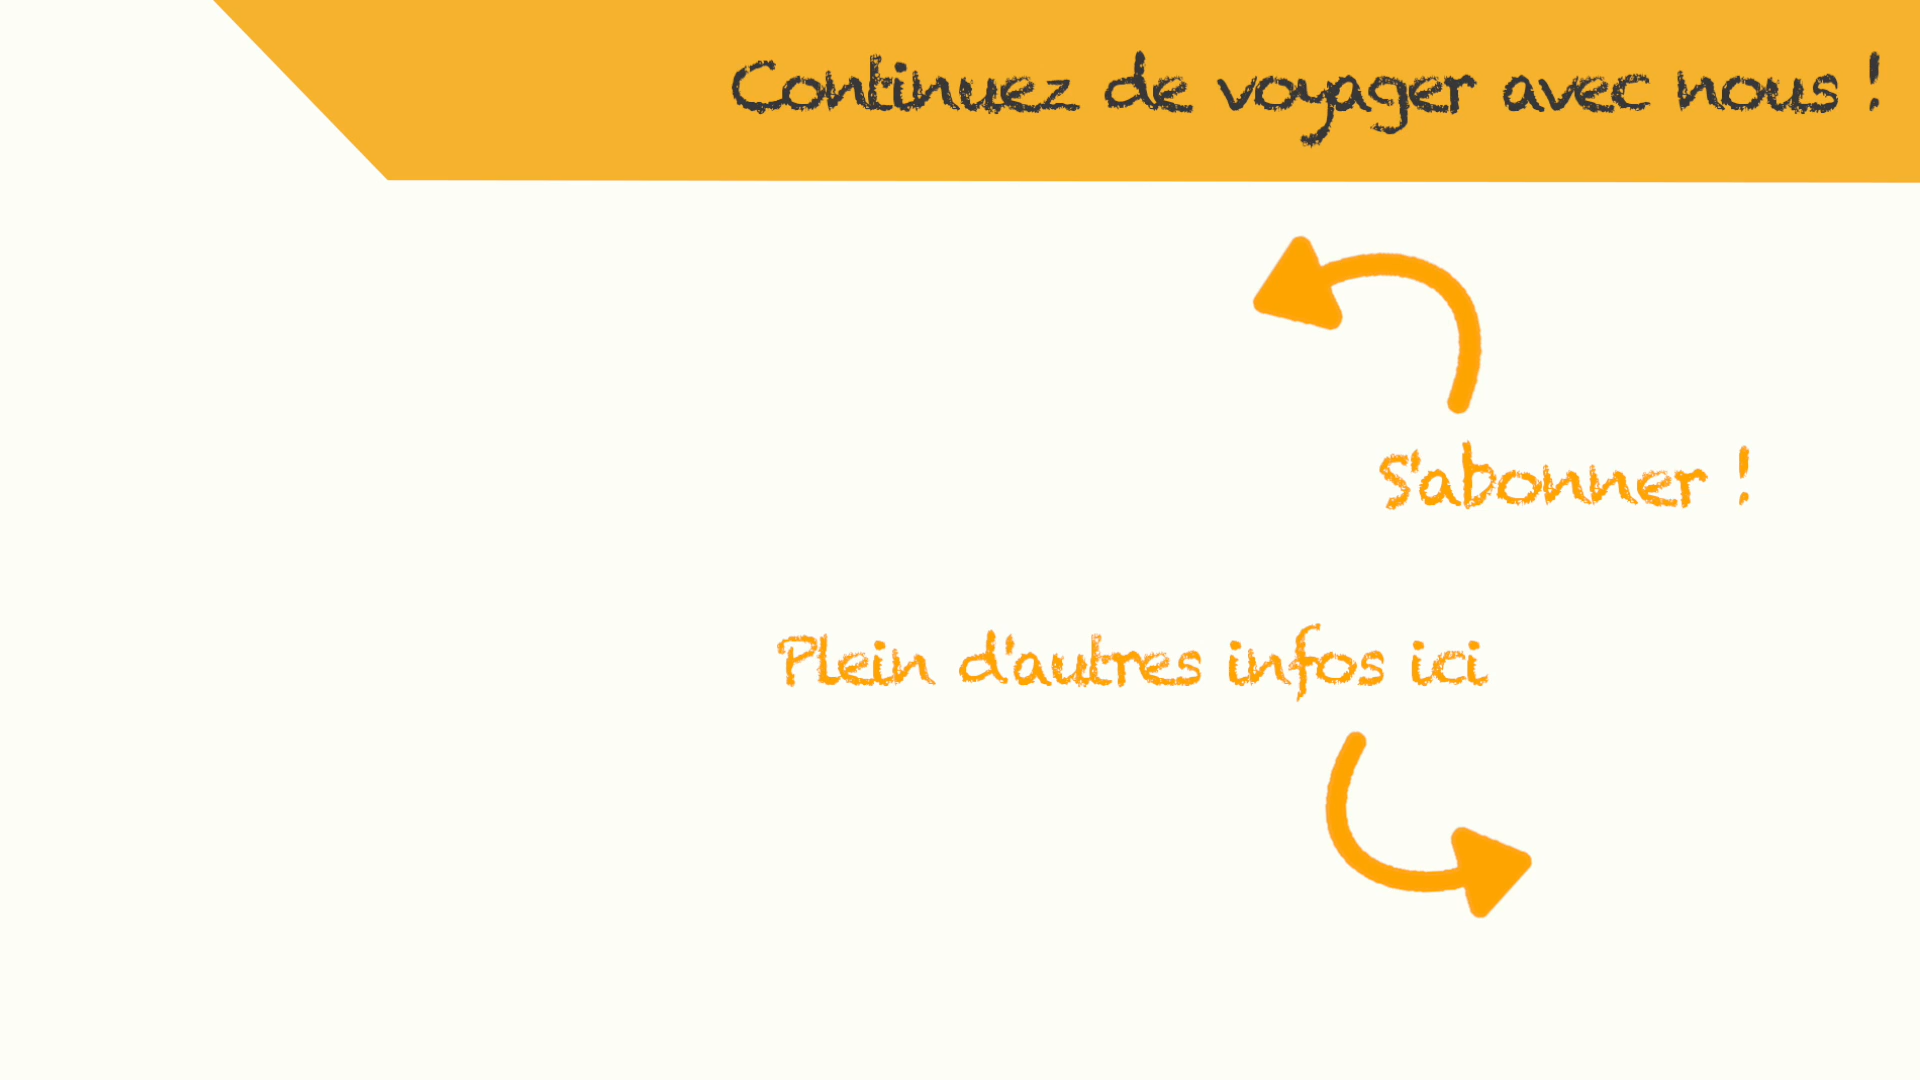 Continuez de voyager avec nous !
S'abonner !
Plein d'autres infos ici